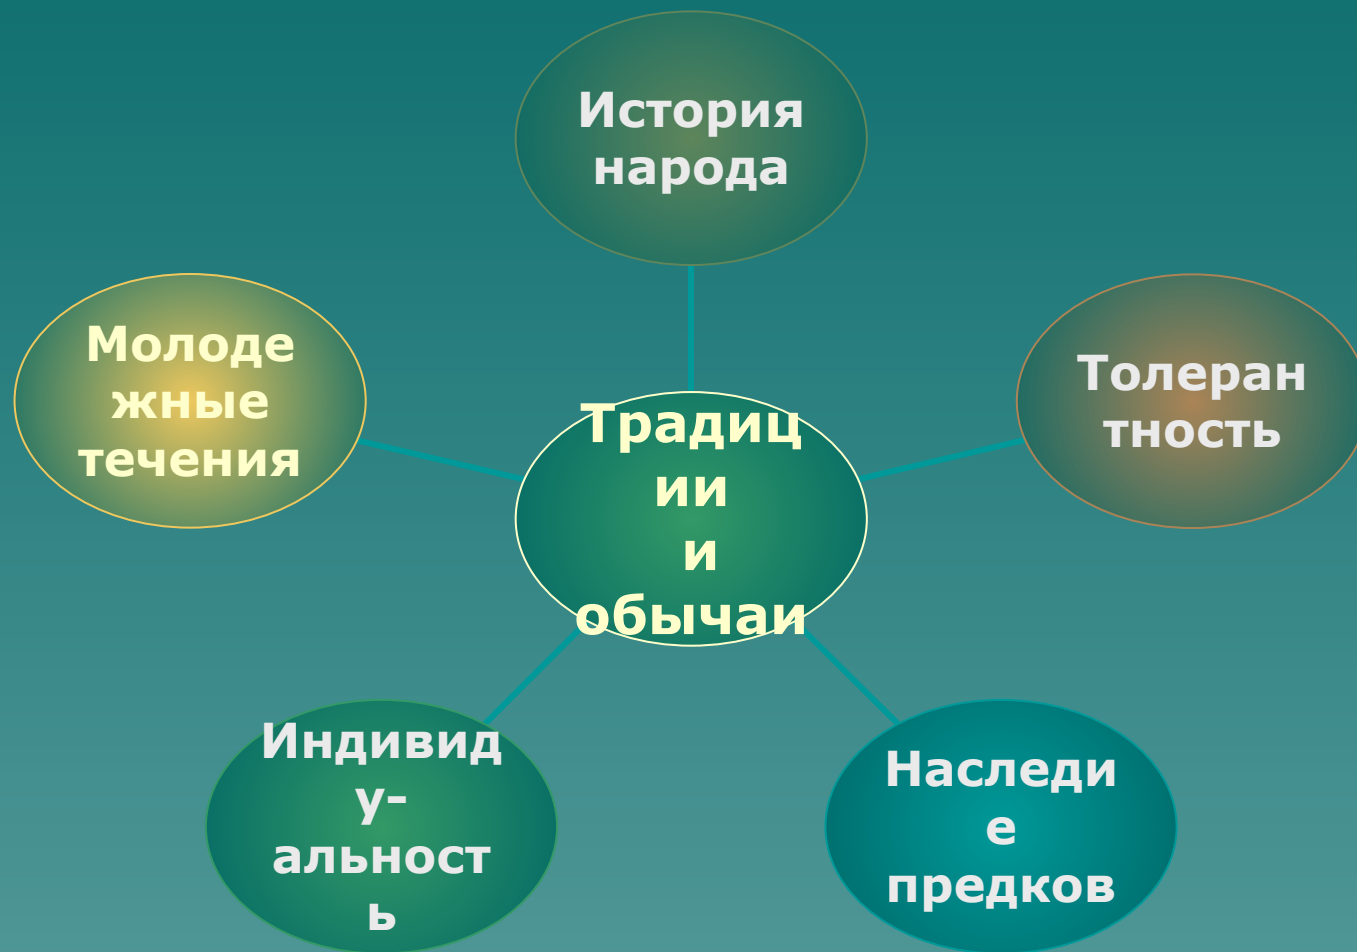 История
народа
Молоде
жные
течения
Толеран
тность
Традиц
ии
и
обычаи
Индивид
у-
альност
ь
Наследи
е
предков